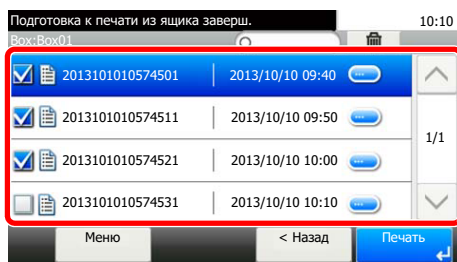 Подготовка к печати из ящика заверш. 10:10
Box:Box01
2013101010574501 2013/10/10 09:40
2013101010574511 2013/10/10 09:50
1/1
2013101010574521 2013/10/10 10:00
2013101010574531 2013/10/10 10:10
Меню < Назад Печать